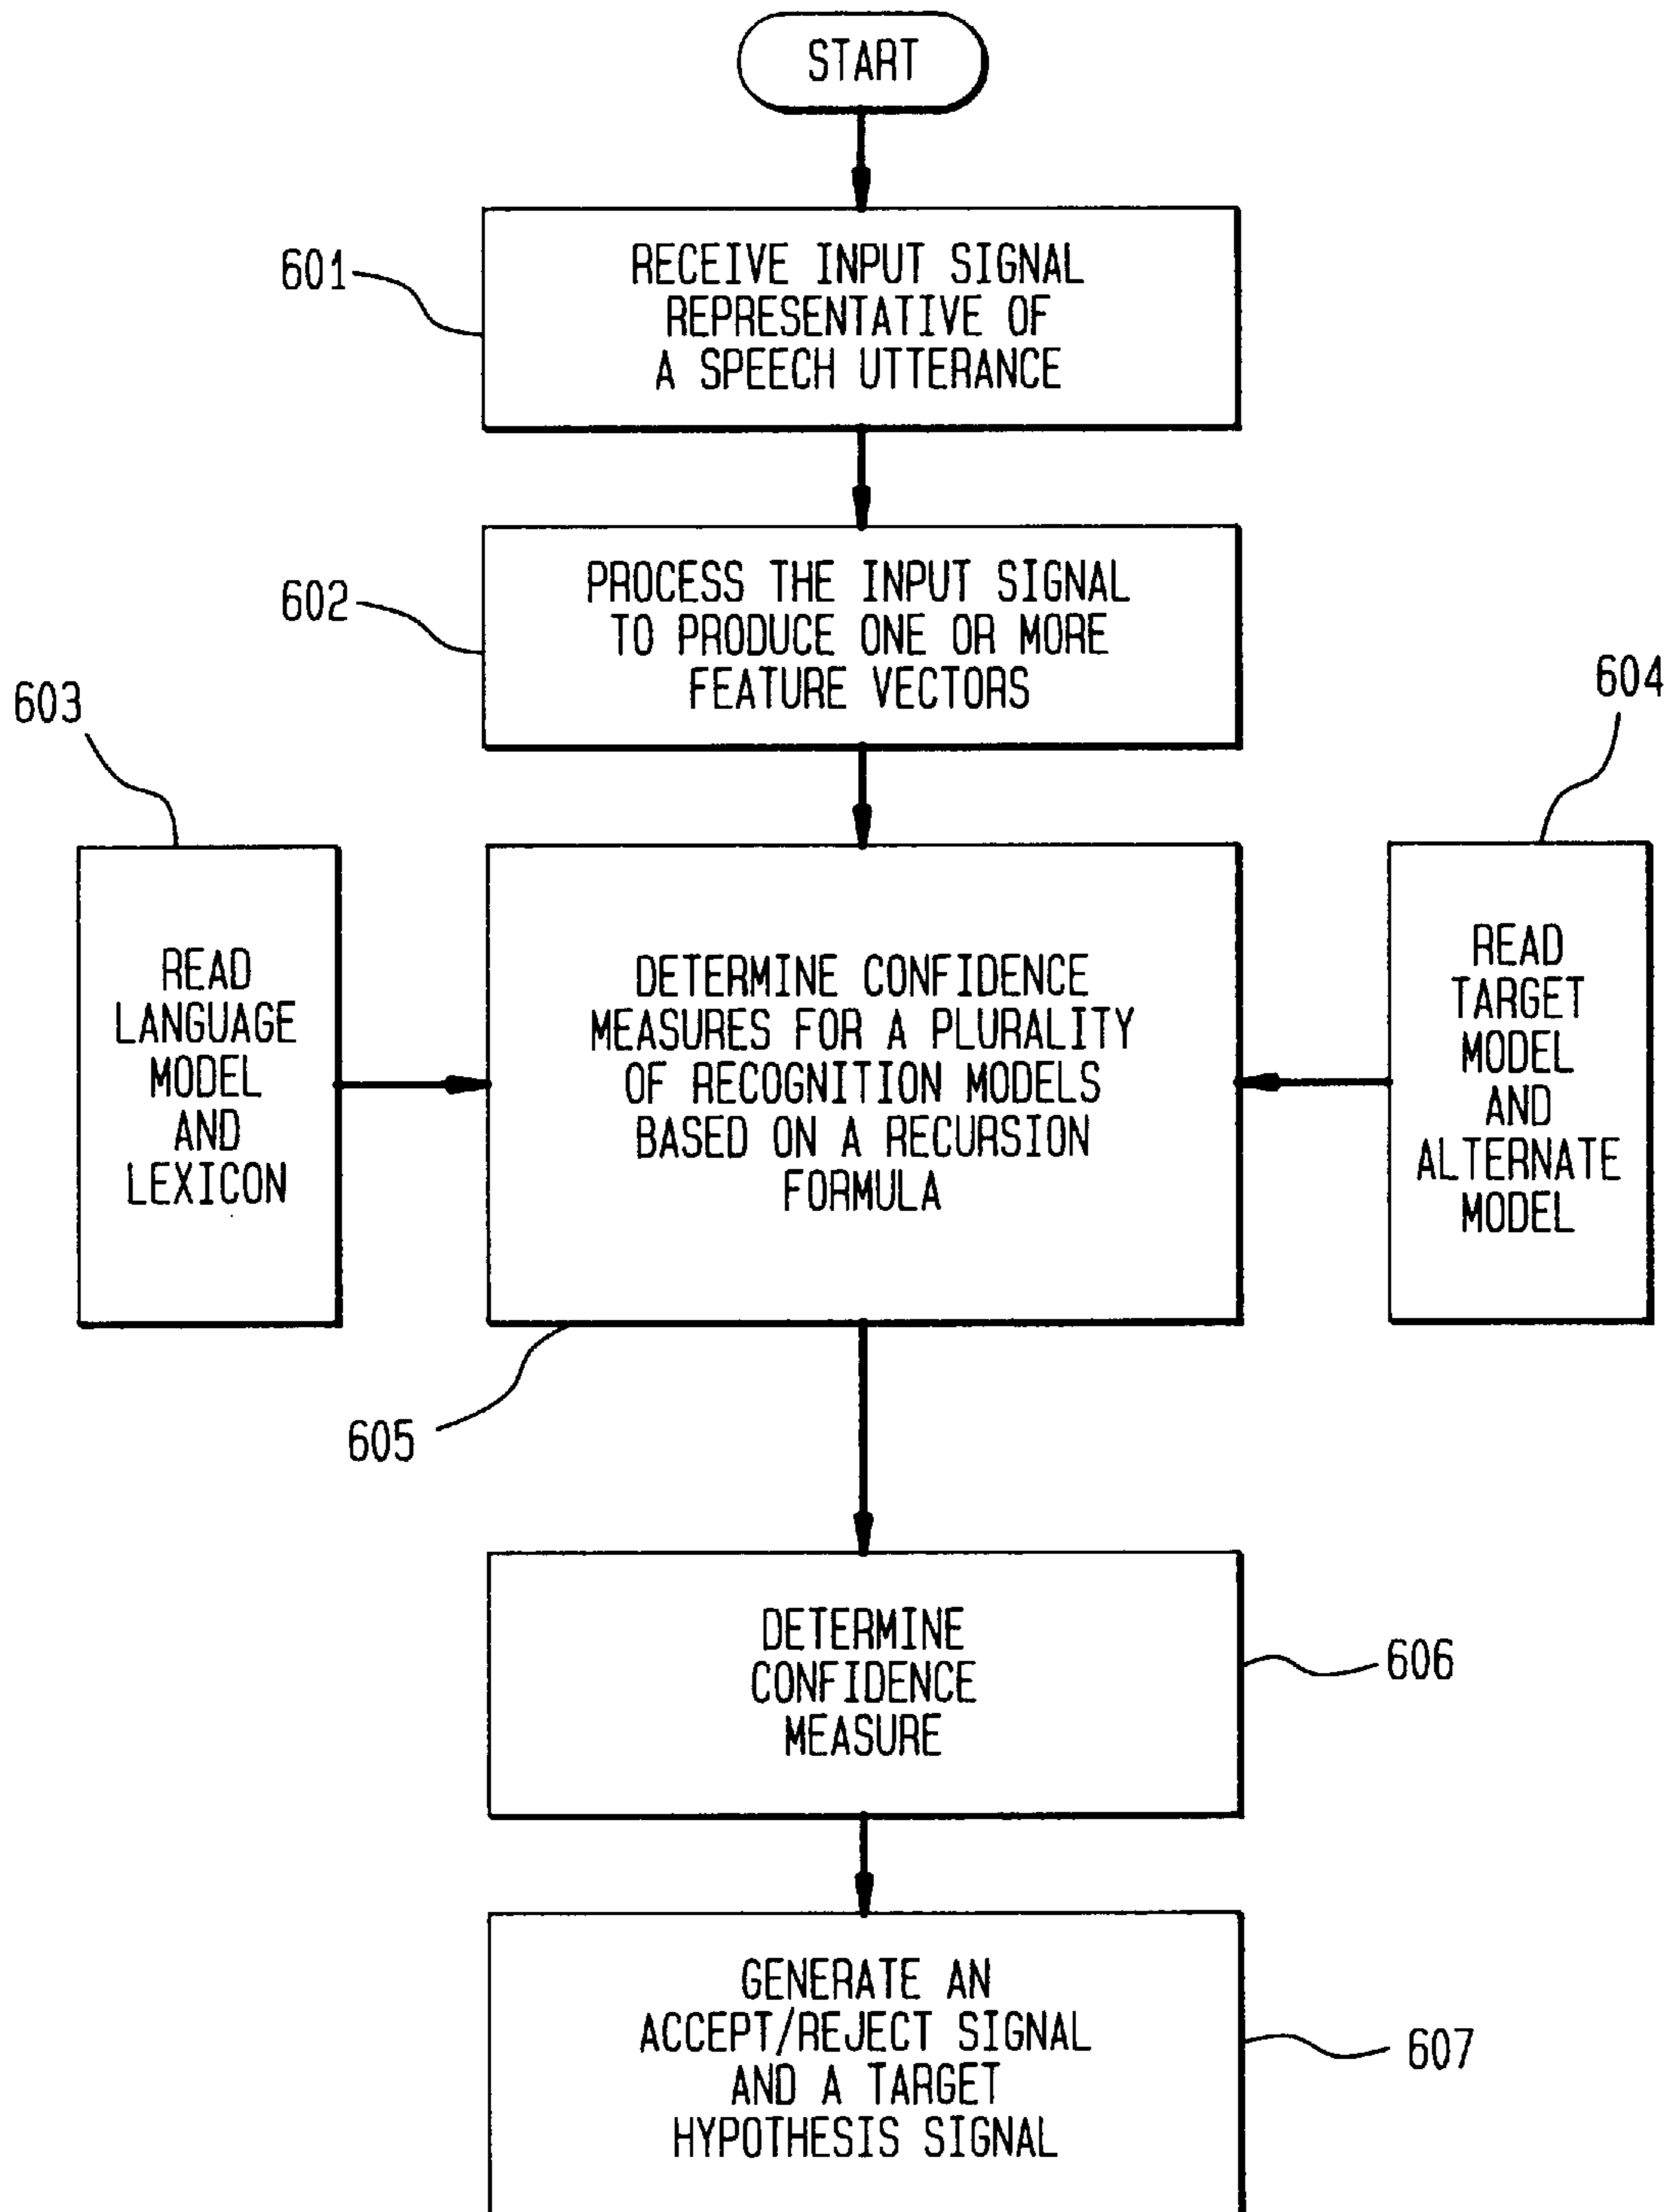 START
601
RECEIVE INPUT SIGNAL
REPRESENTATIVE OF
A SPEECH UTTERANCE
602
PROCESS THE INPUT SIGNAL
TO PRODUCE ONE OR MORE
FEATURE VECTORS
603
604
READ
LANGUAGE
MODEL
AND
LEXICON
DETERMINE CONFIDENCE
MEASURES FOR A PLURALITY
OF RECOGNITION MODELS
BASED ON A RECURSION
FORMULA
READ
TARGET
MODEL
AND
ALTERNATE
MODEL
605
DETERMINE
CONFIDENCE
MEASURE
606
GENERATE AN
ACCEPT/REJECT SIGNAL
AND A TARGET
HYPOTHESIS SIGNAL
607